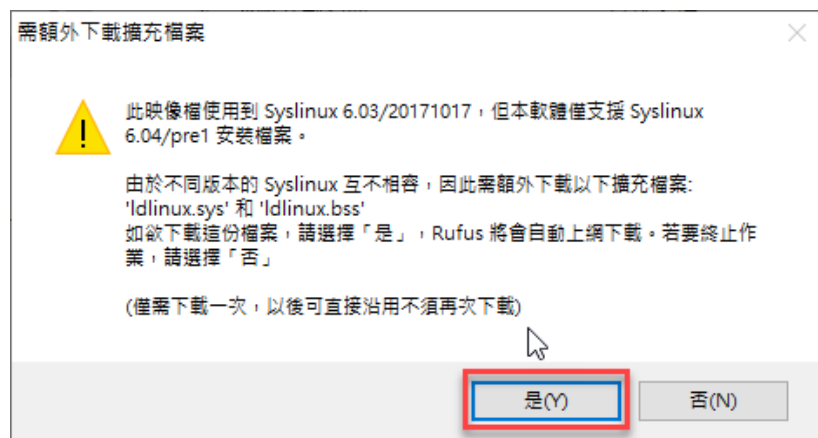 需額外下載擴充檔案
此映像檔使用到 Syslinux 6.03/20171017，但本軟體僅支援 Syslinux
6.04/pre1 安裝檔案。
由於不同版本的 Syslinux 互不相容，因此需額外下載以下擴充檔案:
'ldlinux.sys' 和 'ldlinux.bss'
如欲下載這份檔案，請選擇「是」，Rufus 將會自動上網下載。若要終止作
業，請選擇「否」
(僅需下載一次，以後可直接沿用不須再次下載)
是(Y)
否(N)